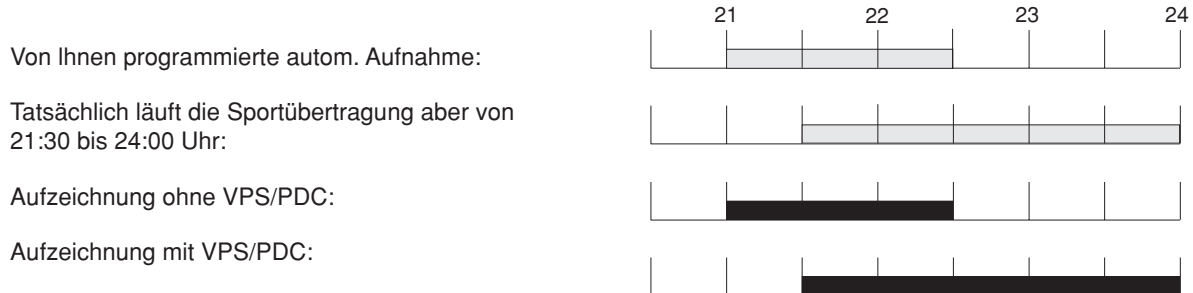 21 22 23 24
Von Ihnen programmierte autom. Aufnahme:
Tatsächlich läuft die Sportübertragung aber von
21:30 bis 24:00 Uhr:
Aufzeichnung ohne VPS/PDC:
Aufzeichnung mit VPS/PDC: